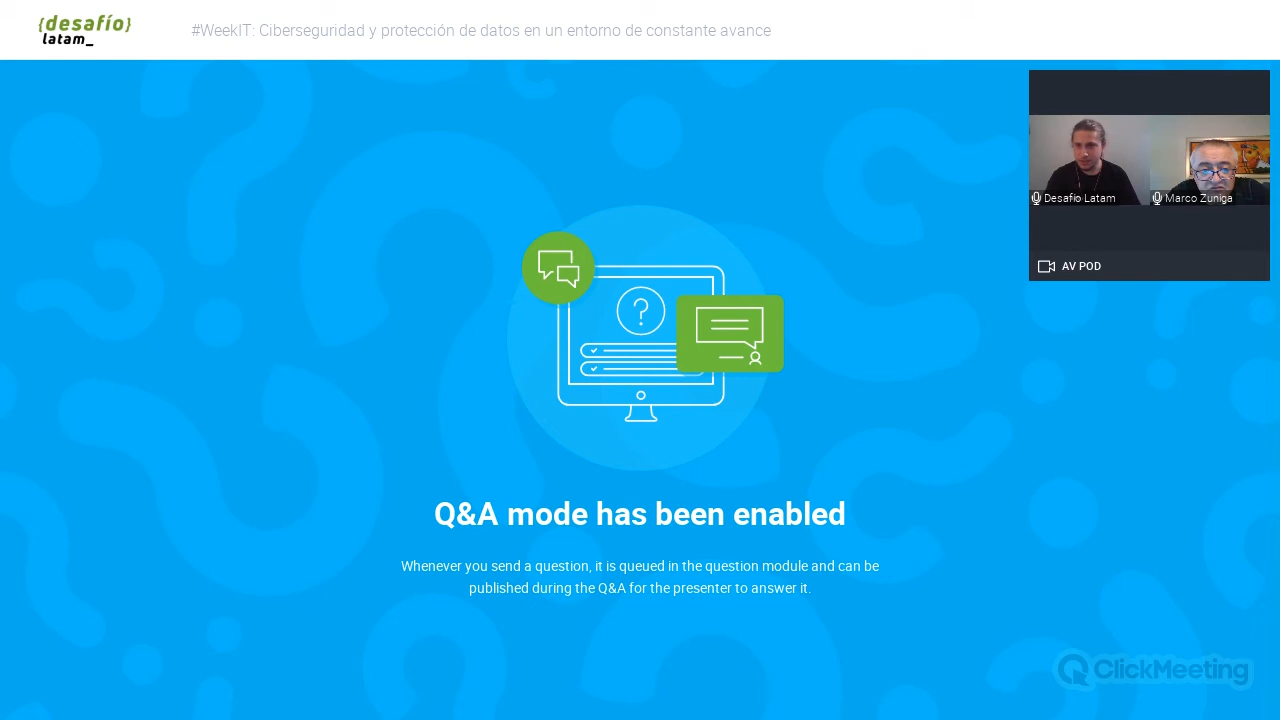 {desafío}
latam_
#WeekIT: Ciberseguridad y protección de datos en un entorno de constante avance
Desafio Latam
Marco Zuniga
AV POD
Q&A mode has been enabled
Whenever you send a question, it is queued in the question module and can be
published during the Q&A for the presenter to answer it.
ClickMeeting